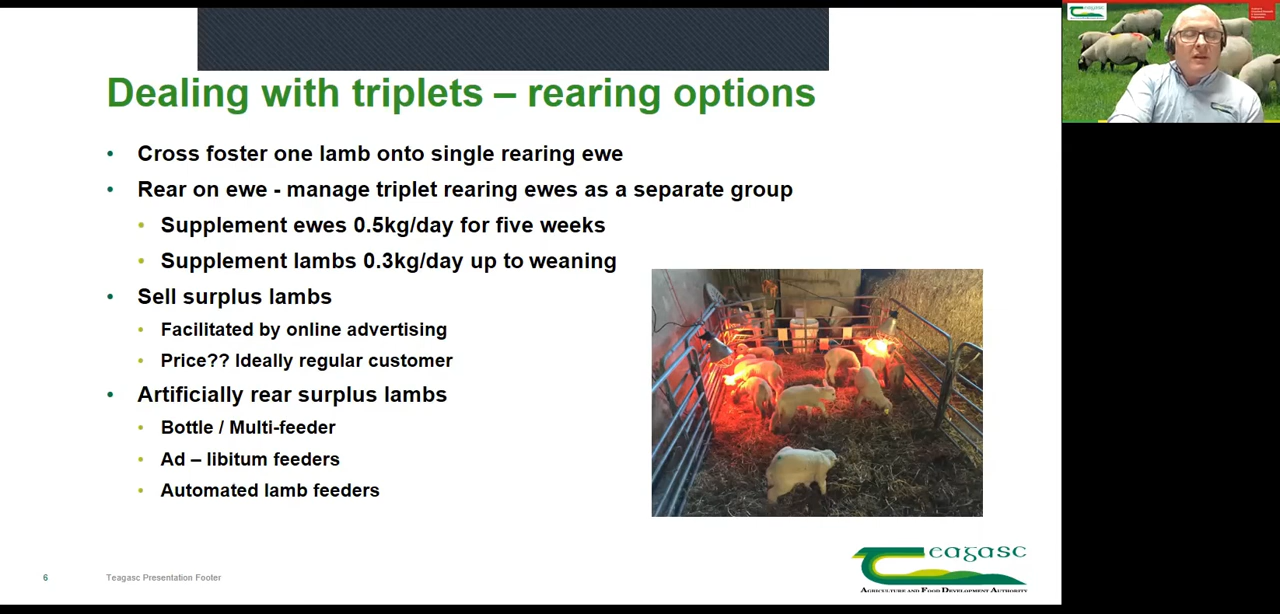 Dealing with triplets – rearing options
• Cross foster one lamb onto single rearing ewe
• Rear on ewe - manage triplet rearing ewes as a separate group
• Supplement ewes 0.5kg/day for five weeks
• Supplement lambs 0.3kg/day up to weaning
• Sell surplus lambs
• Facilitated by online advertising
• Price?? Ideally regular customer
• Artificially rear surplus lambs
• Bottle / Multi-feeder
• Ad – libitum feeders
• Automated lamb feeders
6
Teagasc Presentation Footer
Teagasc
Agriculture and Food Development Authority
Teagasc